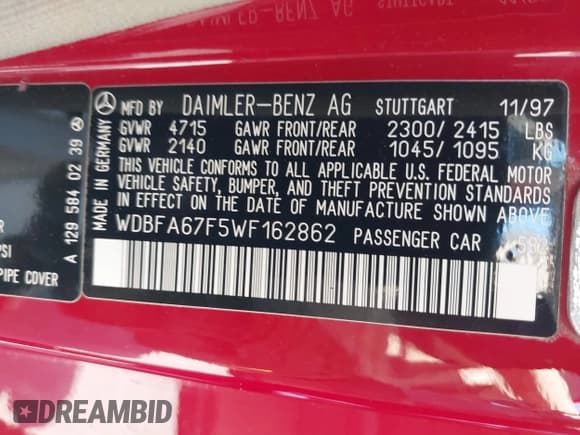 MFD BY DAIMLER-BENZ AG STUTTGART 11/97
GVWR 4715 GAWR FRONT/REAR 2300/2415 LBS
GVWR 2140 GAWR FRONT/REAR 1045/1095 KG
THIS VEHICLE CONFORMS TO ALL APPLICABLE U.S. FEDERAL MOTOR
VEHICLE SAFETY, BUMPER, AND THEFT PREVENTION STANDARDS
IN EFFECT ON THE DATE OF MANUFACTURE SHOWN ABOVE
WDBFA67F5WF162862 PASSENGER CAR
MADE IN GERMANY
A 129 584 02 39
PIPE COVER
DREAMBID